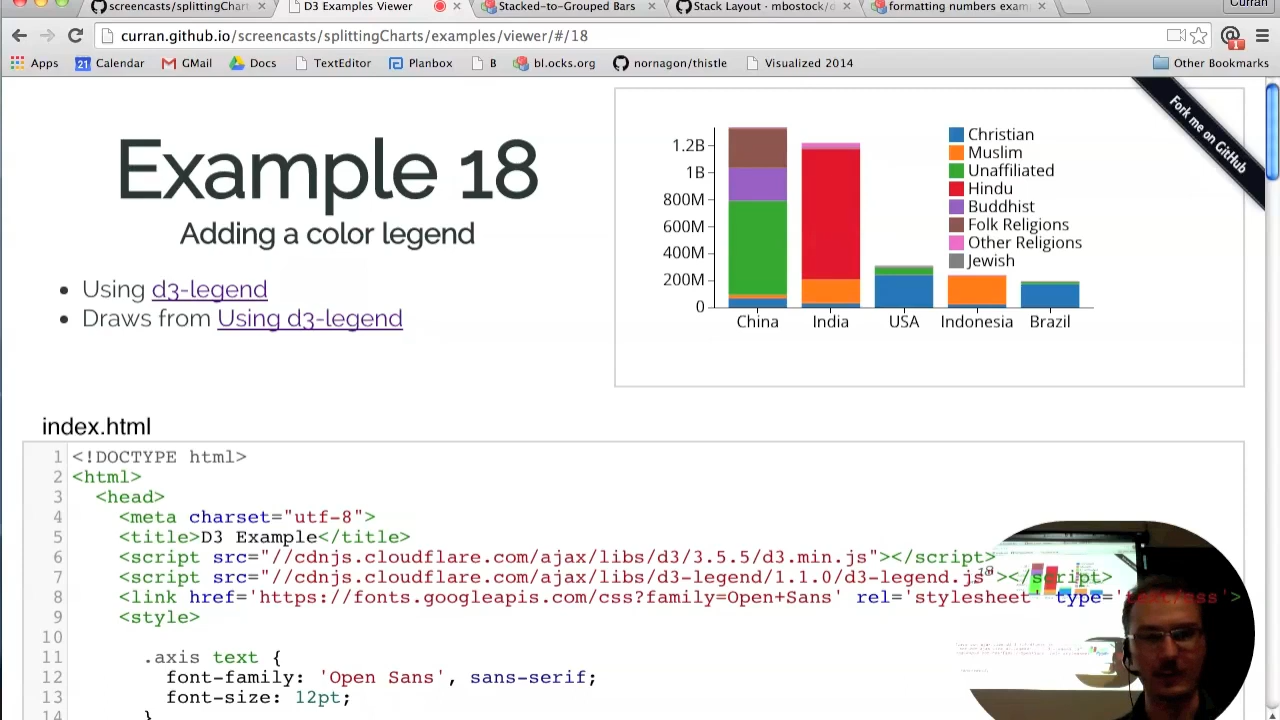 splittingChart
D3 Examples Viewer
Stacked-to-Grouped Bars
Stack Layout · mbostock/d
formatting numbers exam
Curran
curran.github.io/screencasts/splittingCharts/examples/viewer/#/18
Apps
21 Calendar
GMail
Docs
TextEditor
Planbox
B
bl.ocks.org
nornagon/this
Visualized 2014
Other Bookmarks
Fork me on GitHub
Example 18
Adding a color legend
• Using d3-legend
• Draws from Using d3-legend
1.2B
1B
800M
600M
400M
200M
0
China India USA Indonesia Brazil
Christian
Muslim
Unaffiliated
Hindu
Buddhist
Folk Religions
Other Religions
Jewish
index.html
1 <!DOCTYPE html>
2 <html>
3 <head>
4 <meta charset="utf-8">
5 <title>D3 Example</title>
6 <script src="//cdnjs.cloudflare.com/ajax/libs/d3/3.5.5/d3.min.js"></script>
7 <script src="//cdnjs.cloudflare.com/ajax/libs/d3-legend/1.1.0/d3-legend.js"></script>
8 <link href='https://fonts.googleapis.com/css?family=Open+Sans' rel='stylesheet' type='text/css'>
9 <style>
10
11 .axis text {
12 font-family: 'Open Sans', sans-serif;
13 font-size: 12pt;
14 }